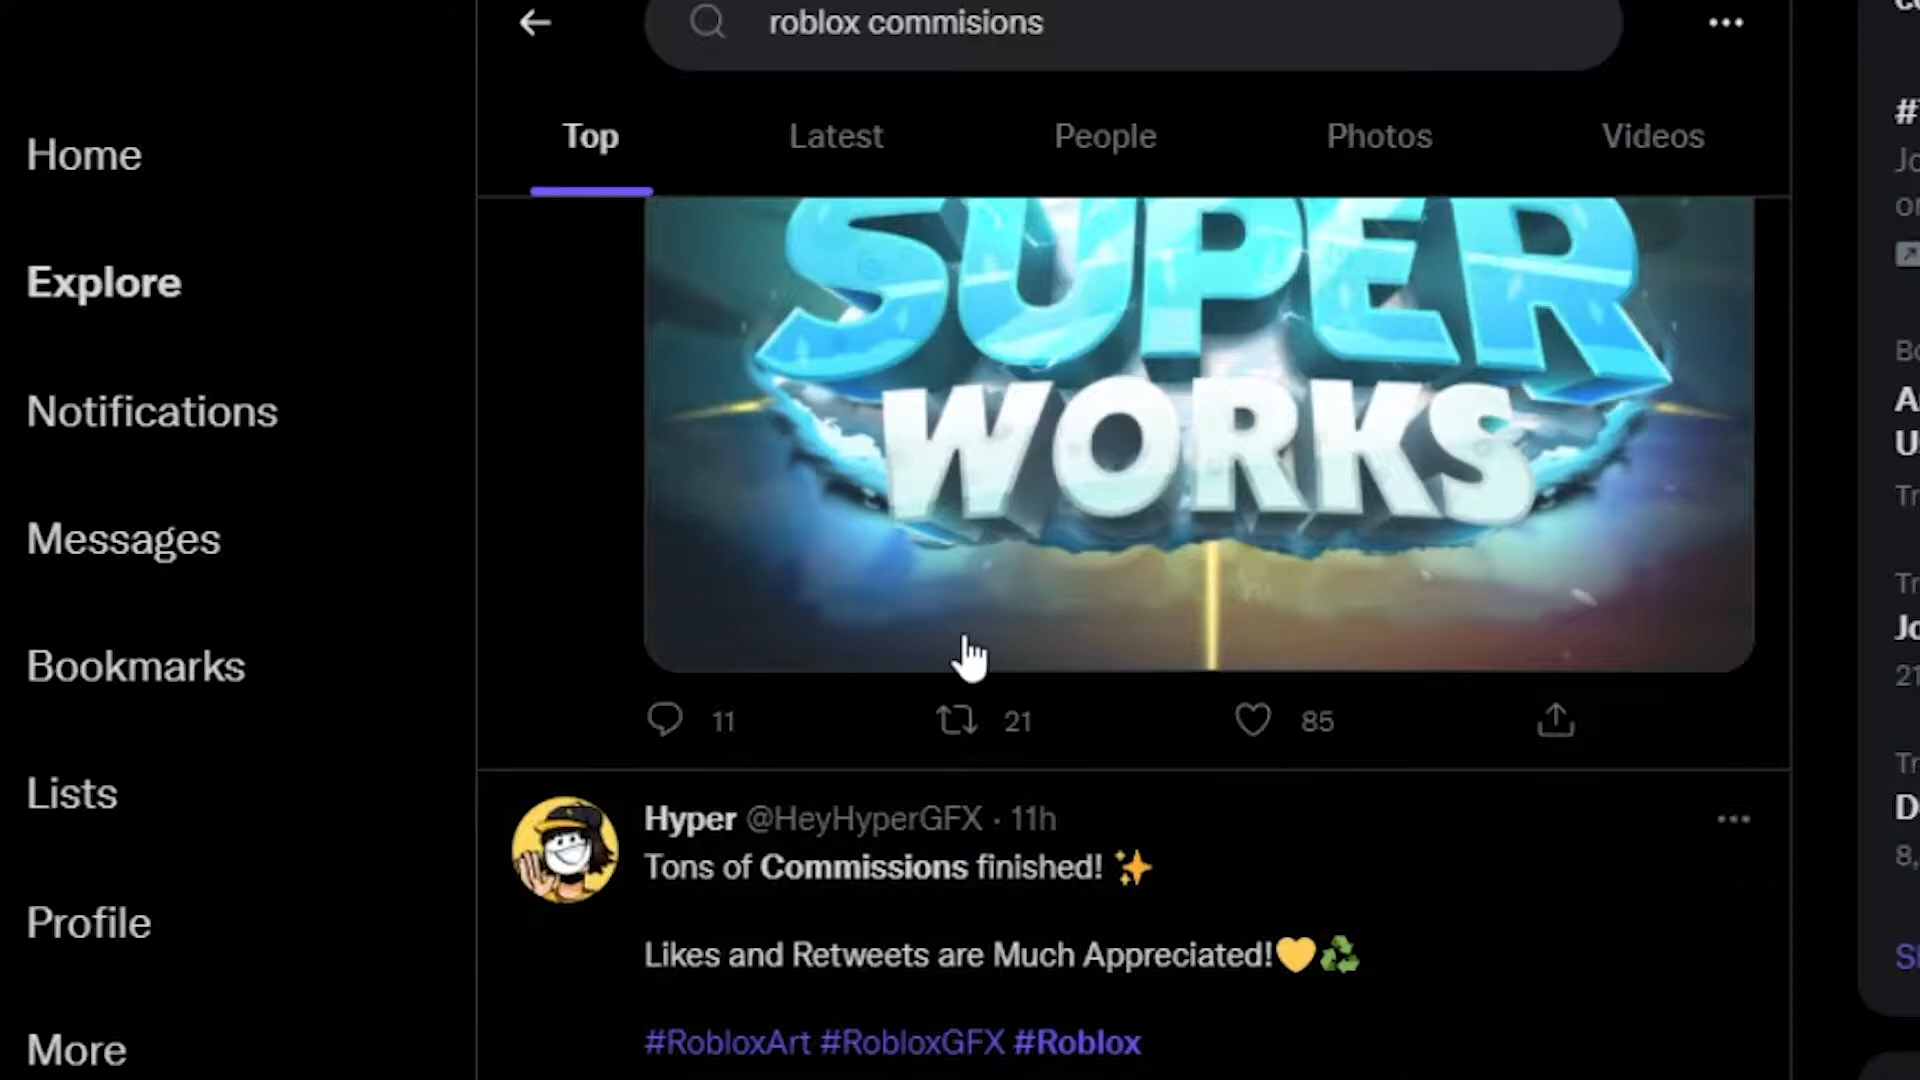 roblox commisions
Top
Latest
People
Photos
Videos
Home
Explore
Notifications
Messages
Bookmarks
Lists
Profile
More
SUPER
WORKS
11
21
85
Hyper @HeyHyperGFX · 11h
Tons of Commissions finished! ✨
Likes and Retweets are Much Appreciated!💛♻
#RobloxArt #RobloxGFX #Roblox